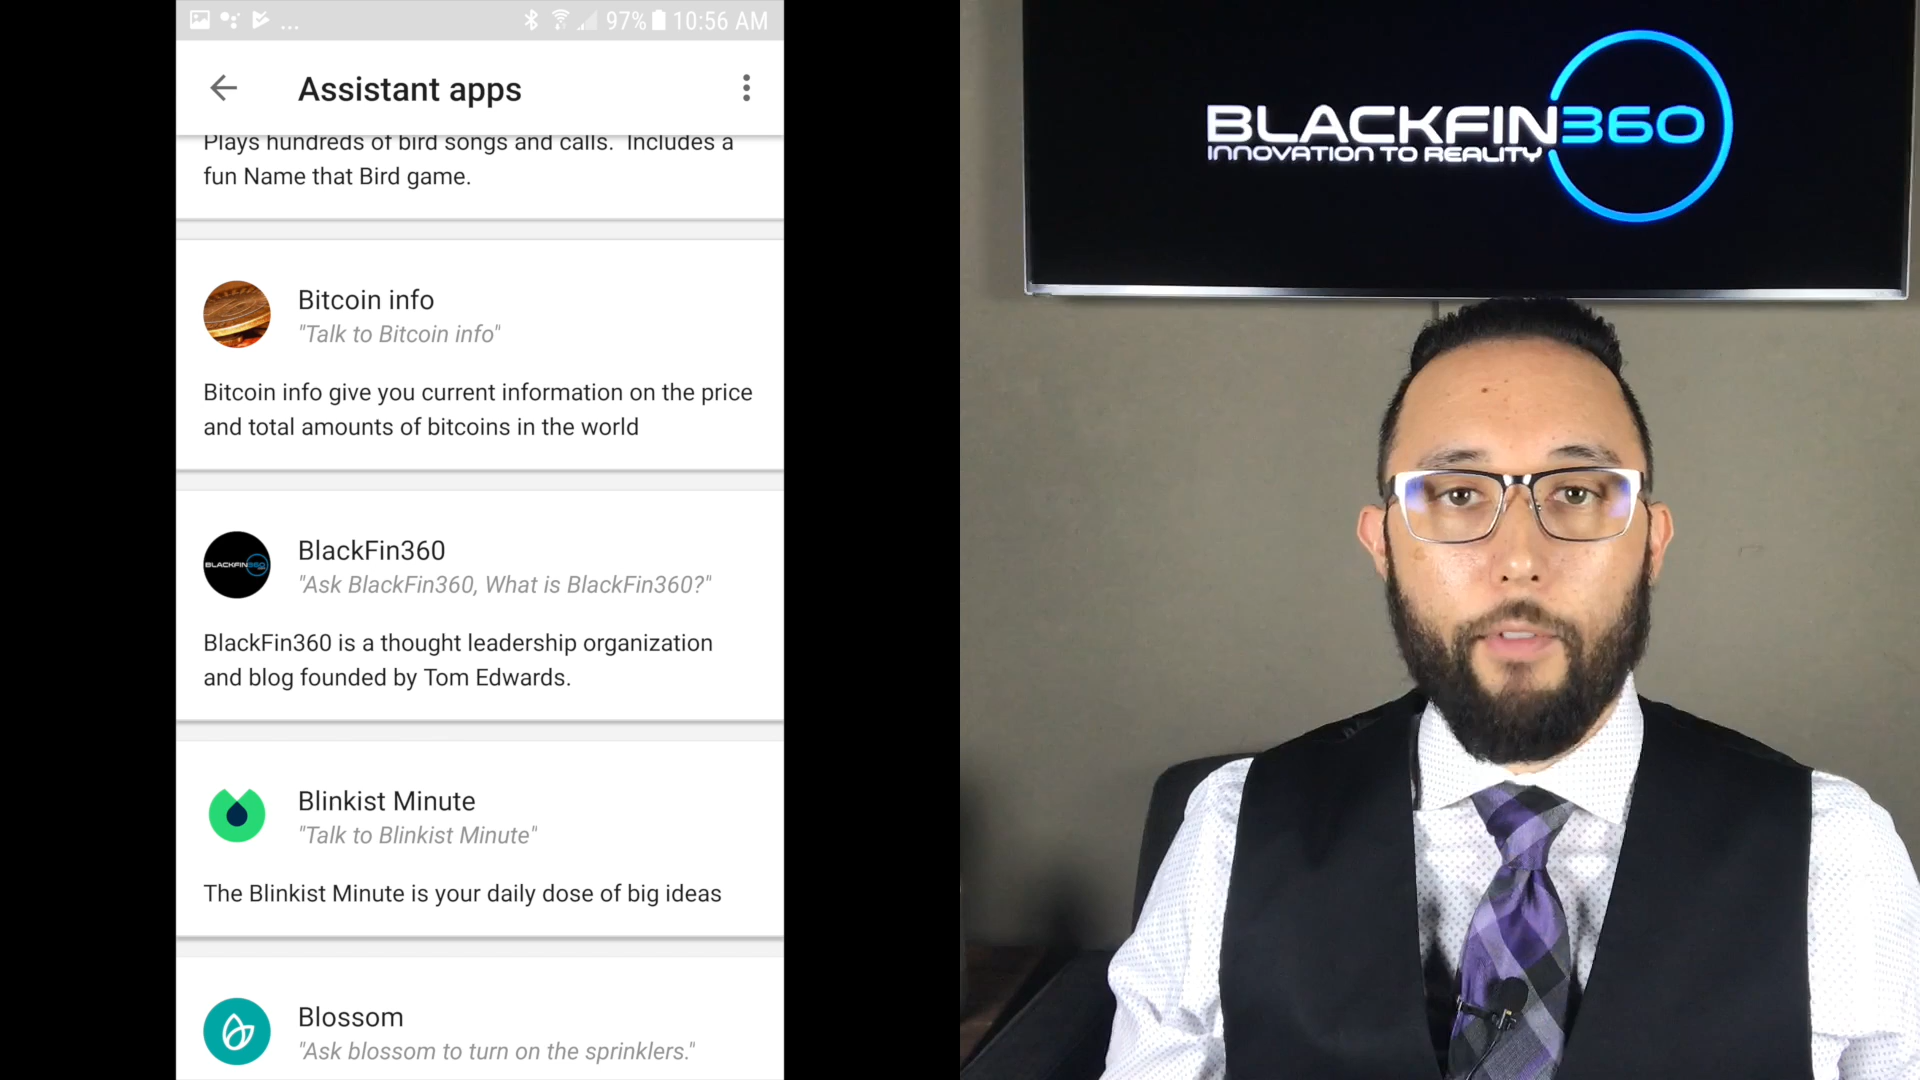 ... 97% 10:56 AM
Assistant apps
Plays hundreds of bird songs and calls. Includes a
fun Name that Bird game.
Bitcoin info
"Talk to Bitcoin info"
Bitcoin info give you current information on the price
and total amounts of bitcoins in the world
BlackFin360
BLACKFIN360
"Ask BlackFin360, What is BlackFin360?"
BlackFin360 is a thought leadership organization
and blog founded by Tom Edwards.
Blinkist Minute
"Talk to Blinkist Minute"
The Blinkist Minute is your daily dose of big ideas
Blossom
"Ask blossom to turn on the sprinklers."
BLACKFIN360
INNOVATION TO REALITY